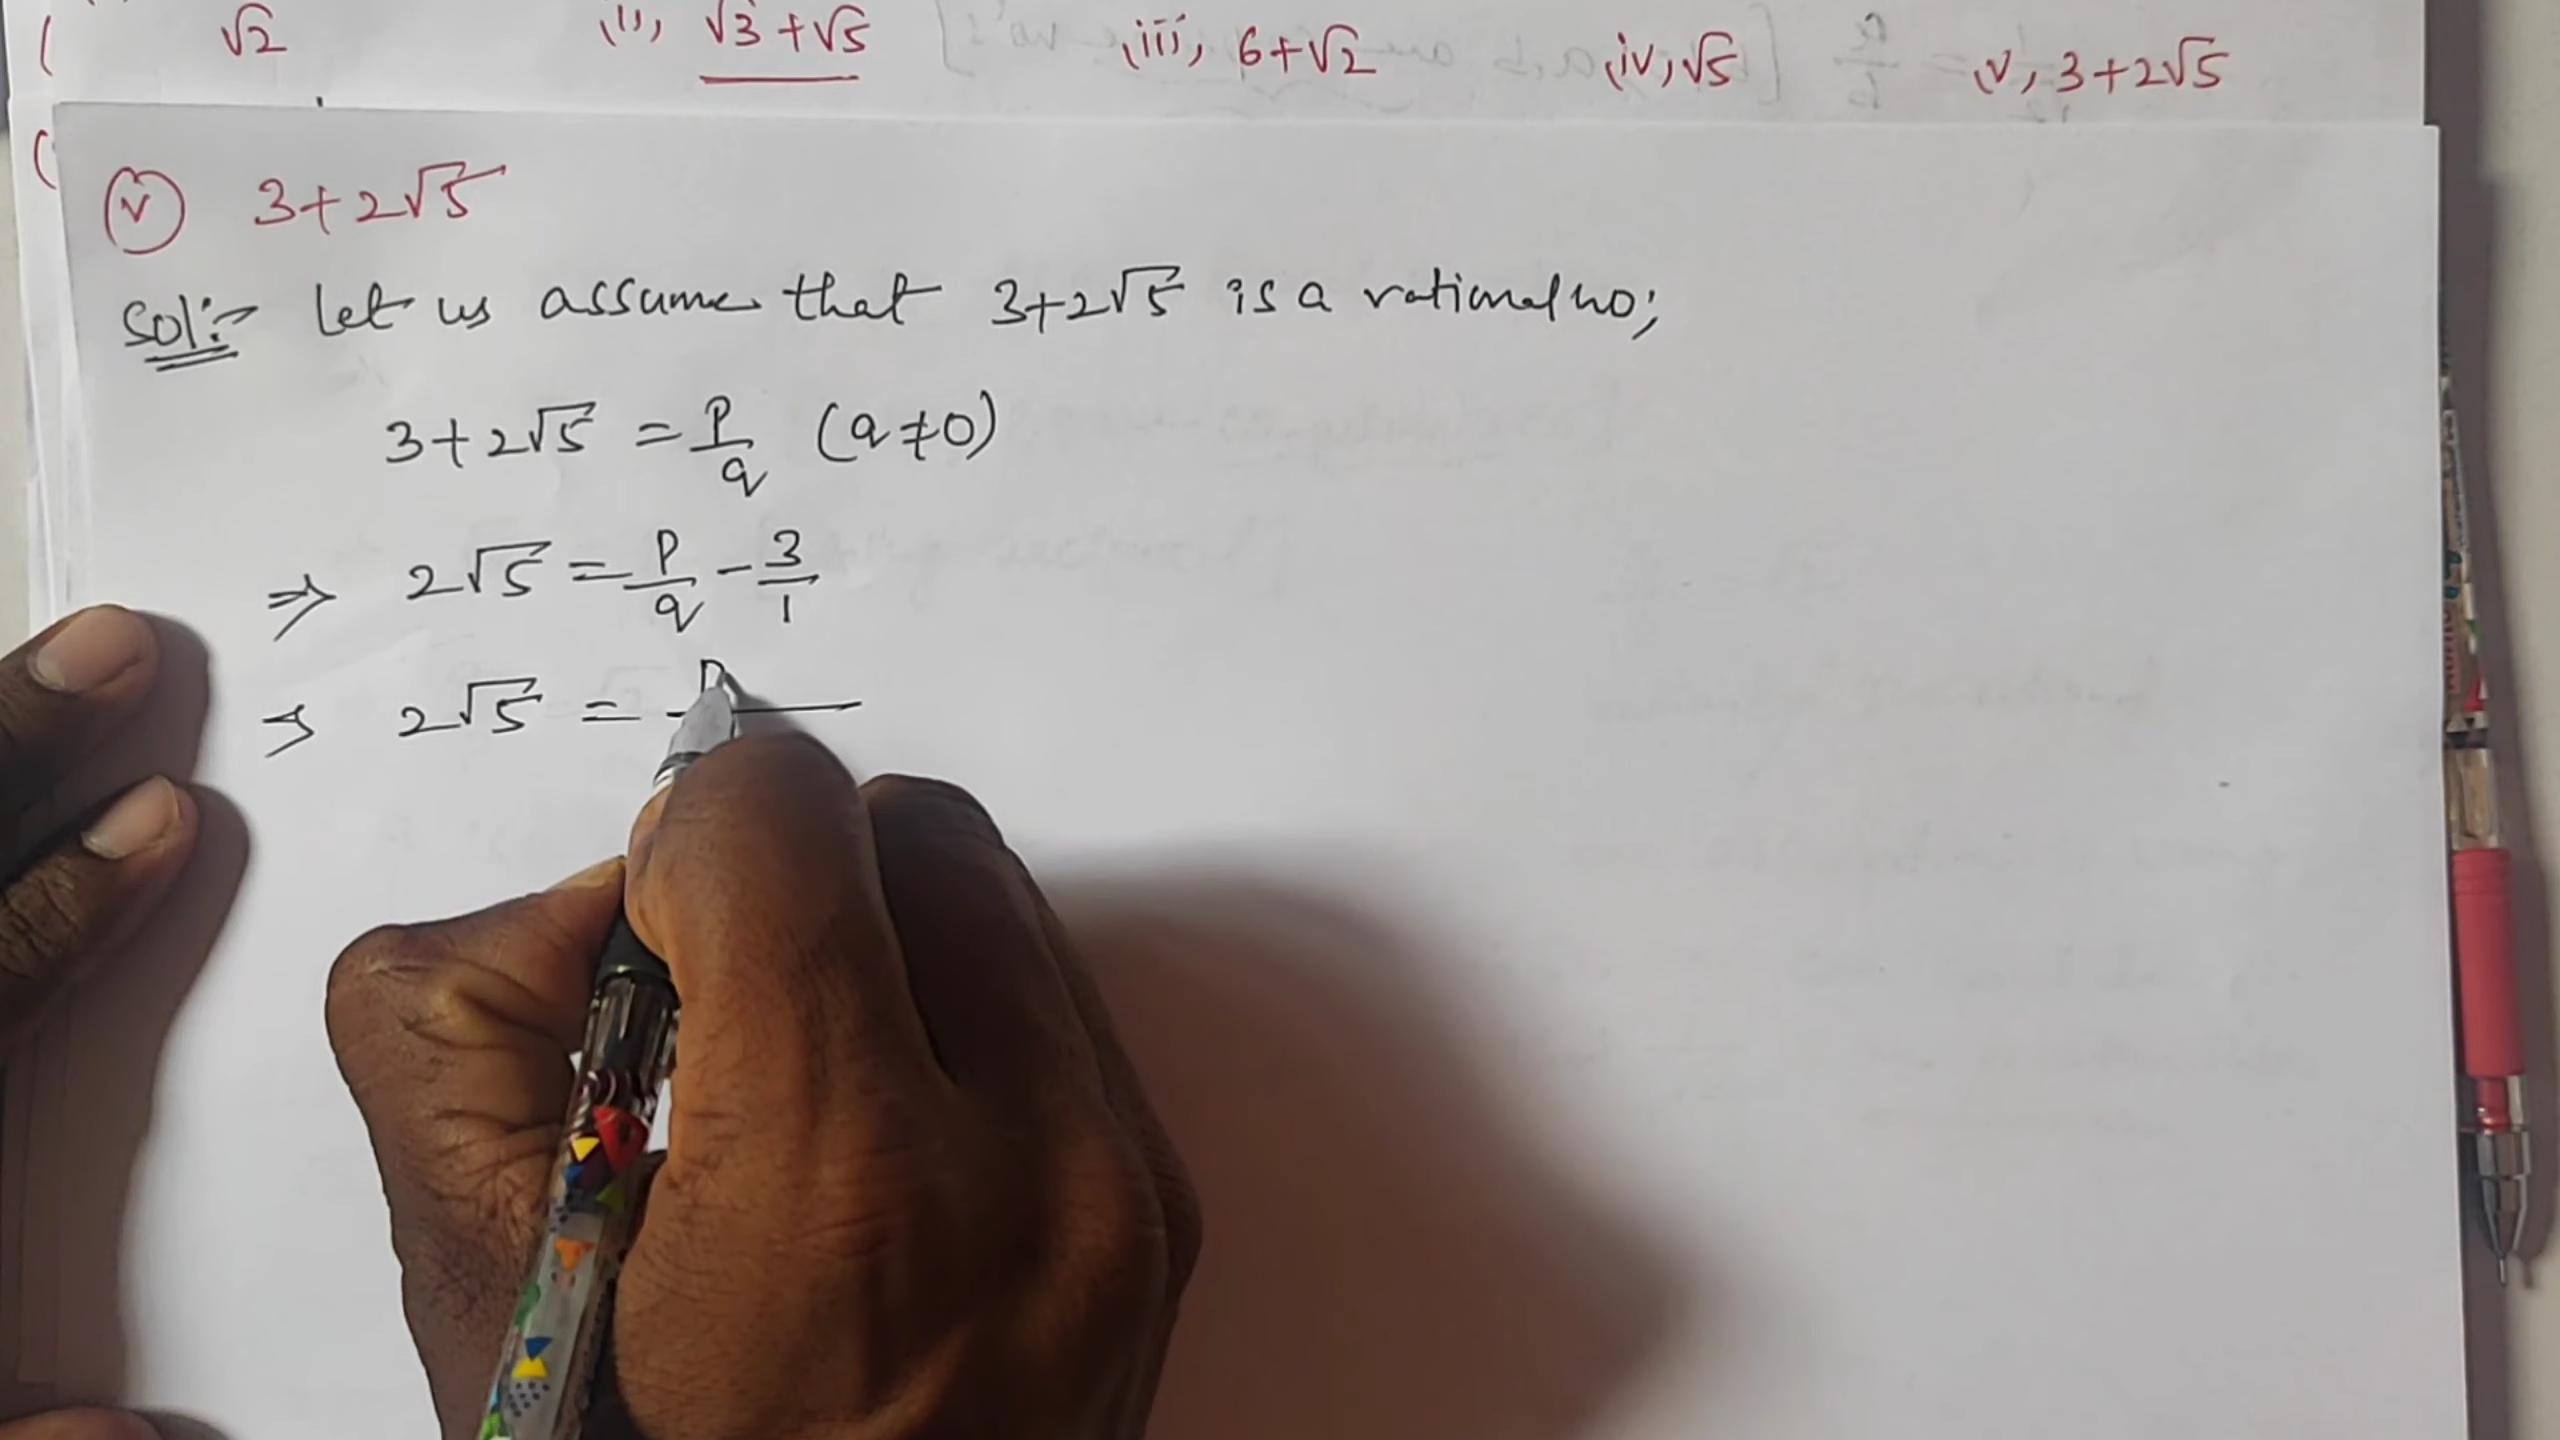 √2 (i), √3+√5 (iii, 6+√2 (iv, √5 (v, 3+2√5
(v) 3+2√5
Sol:- let us assume that 3+2√5 is a rational no;
3+2√5 = P/q (q≠0)
⇒ 2√5 = P/q - 3/1
⇒ 2√5 = P